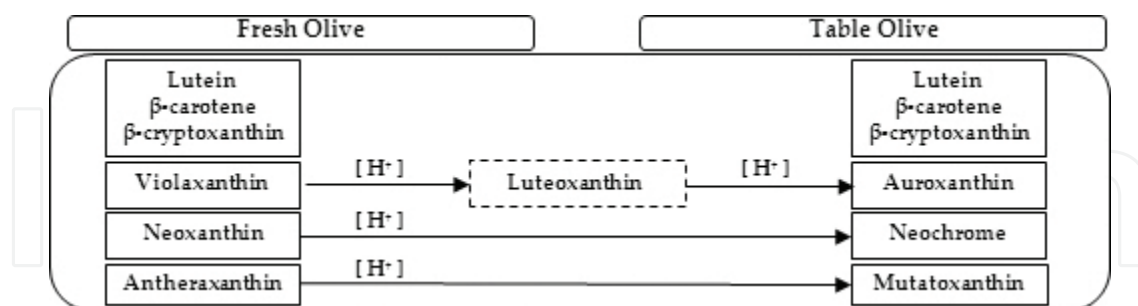 Fresh Olive
Table Olive
Lutein
β-carotene
β-cryptoxanthin
Lutein
β-carotene
β-cryptoxanthin
Violaxanthin
[H⁺]
Luteoxanthin
[H⁺]
Auroxanthin
Neoxanthin
[H⁺]
Neochrome
Antheraxanthin
[H⁺]
Mutatoxanthin